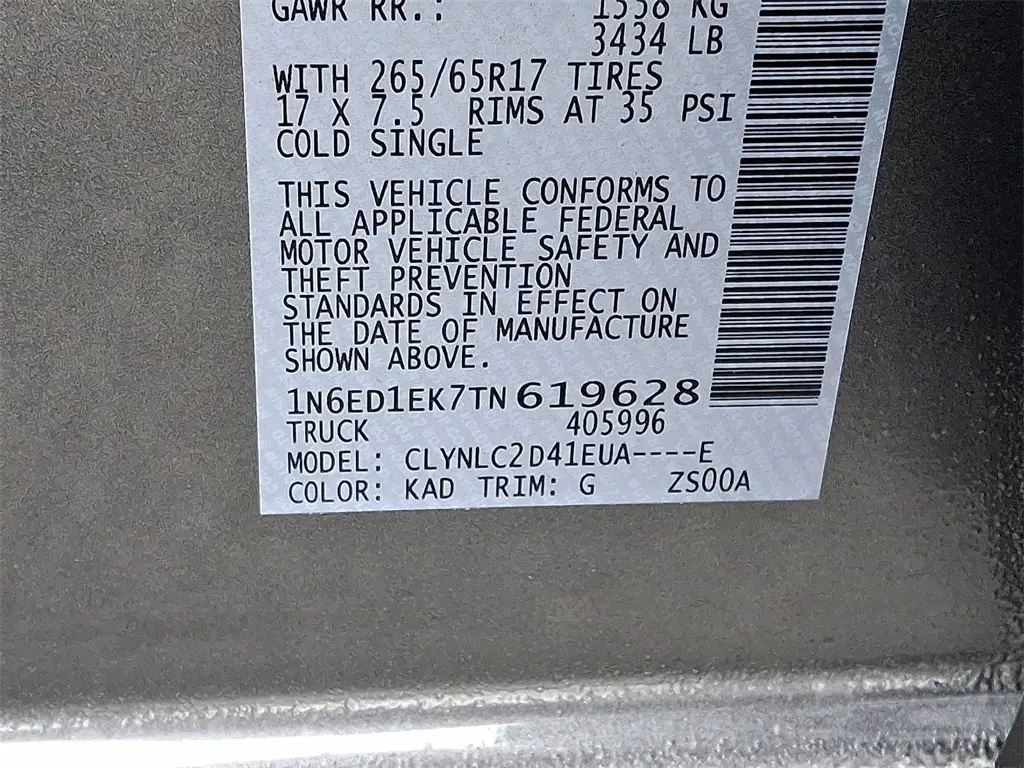 GAWR RR.: 1558 KG
3434 LB
WITH 265/65R17 TIRES
17 X 7.5 RIMS AT 35 PSI
COLD SINGLE
THIS VEHICLE CONFORMS TO
ALL APPLICABLE FEDERAL
MOTOR VEHICLE SAFETY AND
THEFT PREVENTION
STANDARDS IN EFFECT ON
THE DATE OF MANUFACTURE
SHOWN ABOVE.
1N6ED1EK7TN619628
TRUCK 405996
MODEL: CLYNLC2D41EUA----E
COLOR: KAD TRIM: G ZS00A